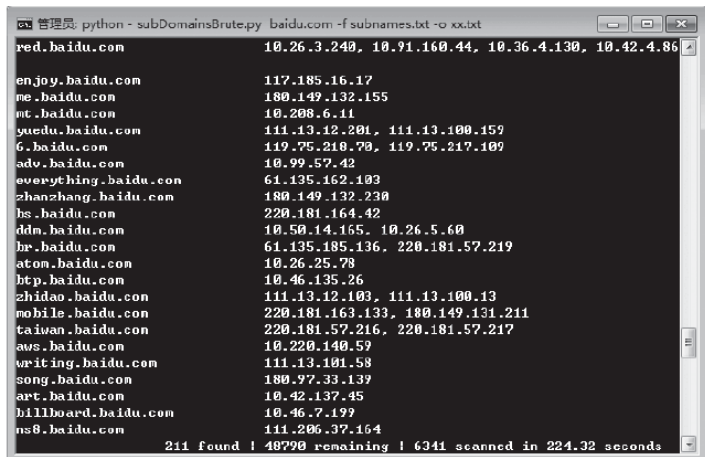 管理员: python - subDomainsBrute.py baidu.com -f subnames.txt -o xx.txt
red.baidu.com 10.26.3.240, 10.91.160.44, 10.36.4.130, 10.42.4.86
enjoy.baidu.com 117.185.16.17
me.baidu.com 180.149.132.155
mt.baidu.com 10.208.6.11
yuedu.baidu.com 111.13.12.201, 111.13.100.159
6.baidu.com 119.75.218.70, 119.75.217.109
adv.baidu.com 10.99.57.42
everything.baidu.com 61.135.162.103
zhanzhang.baidu.com 180.149.132.230
bs.baidu.com 220.181.164.42
ddm.baidu.com 10.50.14.165, 10.26.5.60
br.baidu.com 61.135.185.136, 220.181.57.219
atom.baidu.com 10.26.25.78
btp.baidu.com 10.46.135.26
zhidao.baidu.com 111.13.12.103, 111.13.100.13
mobile.baidu.com 220.181.163.133, 180.149.131.211
taiwan.baidu.com 220.181.57.216, 220.181.57.217
aws.baidu.com 10.220.140.59
writing.baidu.com 111.13.101.58
song.baidu.com 180.97.33.139
art.baidu.com 10.42.137.45
billboard.baidu.com 10.46.7.199
ns8.baidu.com 111.206.37.164
211 found | 48790 remaining | 6341 scanned in 224.32 seconds